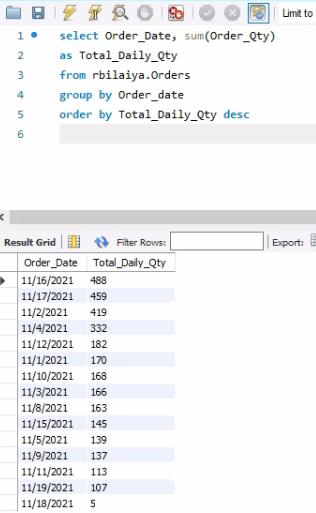 Limit to
1 select Order_Date, sum(Order_Qty)
2 as Total_Daily_Qty
3 from rbilaiya.Orders
4 group by Order_date
5 order by Total_Daily_Qty desc
6
Result Grid Filter Rows: Export:
Order_Date Total_Daily_Qty
11/16/2021 488
11/17/2021 459
11/2/2021 419
11/4/2021 332
11/12/2021 182
11/1/2021 170
11/10/2021 168
11/3/2021 166
11/8/2021 163
11/15/2021 145
11/5/2021 139
11/9/2021 137
11/11/2021 113
11/19/2021 107
11/18/2021 5